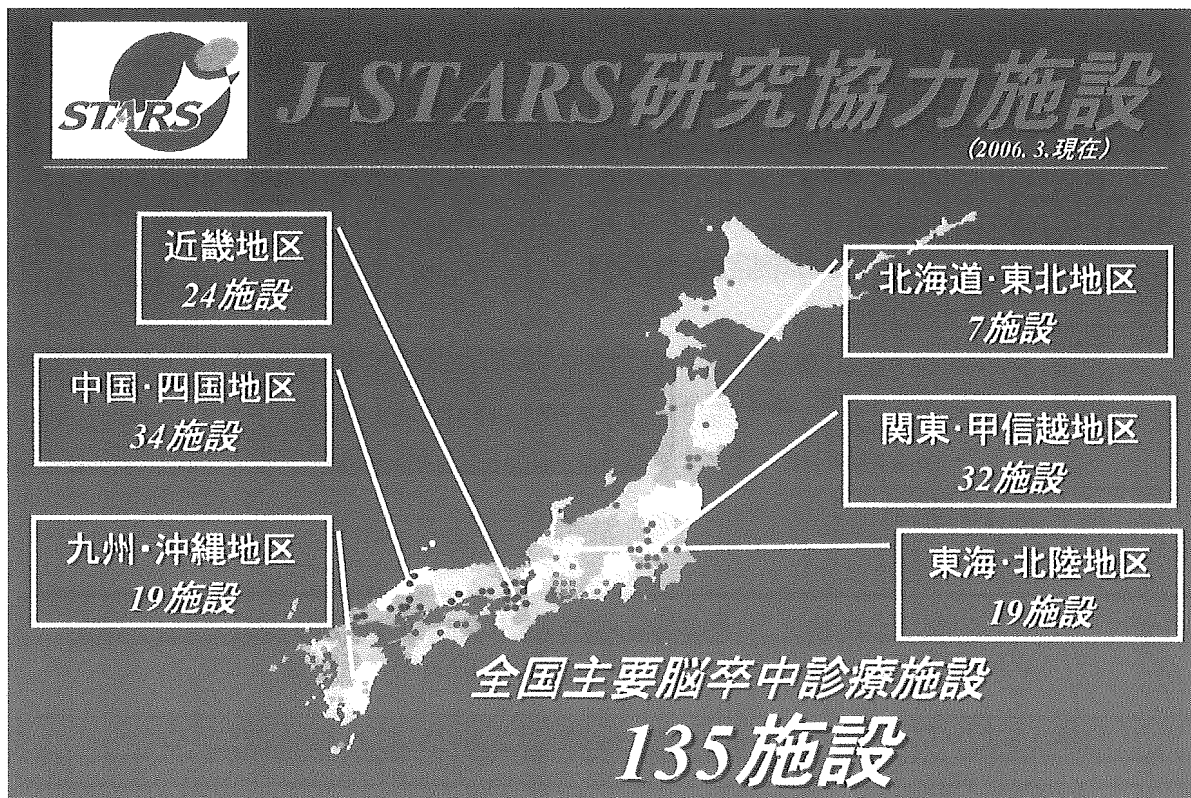 STARS
J-STARS研究協力施設
(2006. 3.現在)
近畿地区
24施設
北海道・東北地区
7施設
中国・四国地区
34施設
関東・甲信越地区
32施設
九州・沖縄地区
19施設
東海・北陸地区
19施設
全国主要脳卒中診療施設
135施設